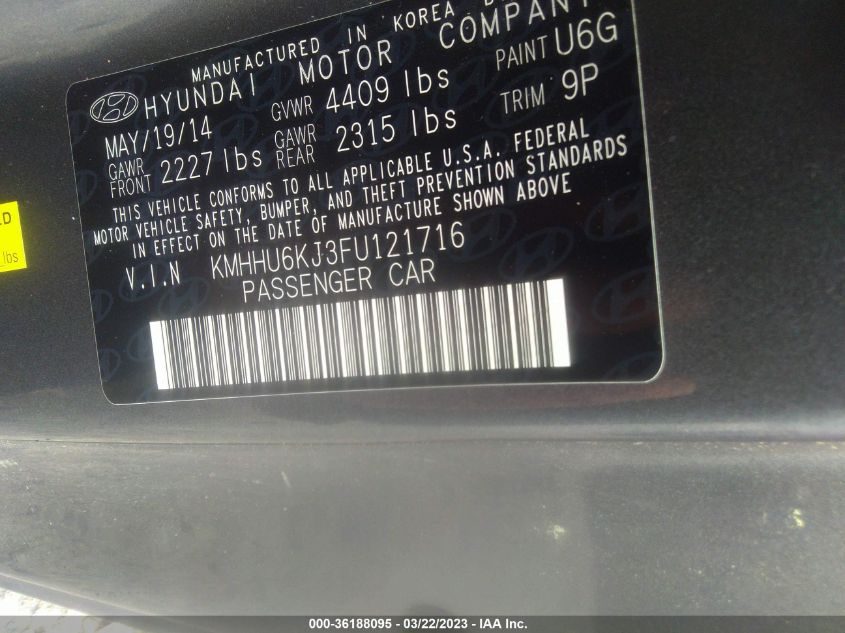 MANUFACTURED IN KOREA
HYUNDAI MOTOR COMPANY
MAY/19/14 GVWR 4409 lbs PAINT U6G
GAWR FRONT 2227 lbs GAWR REAR 2315 lbs TRIM 9P
THIS VEHICLE CONFORMS TO ALL APPLICABLE U.S.A. FEDERAL
MOTOR VEHICLE SAFETY, BUMPER, AND THEFT PREVENTION STANDARDS
IN EFFECT ON THE DATE OF MANUFACTURE SHOWN ABOVE
V.I.N KMHHU6KJ3FU121716
PASSENGER CAR
lbs
000-36188095 - 03/22/2023 - IAA Inc.